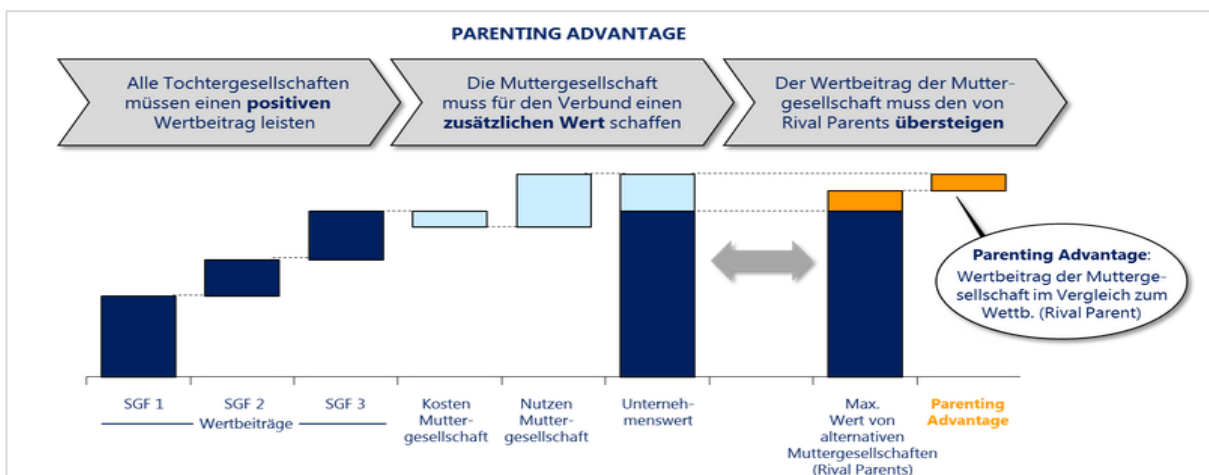 PARENTING ADVANTAGE
Alle Tochtergesellschaften
müssen einen positiven
Wertbeitrag leisten
Die Muttergesellschaft
muss für den Verbund einen
zusätzlichen Wert schaffen
Der Wertbeitrag der Mutter-
gesellschaft muss den von
Rival Parents übersteigen
Parenting Advantage:
Wertbeitrag der Mutterge-
sellschaft im Vergleich zum
Wettb. (Rival Parent)
SGF 1
SGF 2
SGF 3
Wertbeiträge
Kosten
Mutter-
gesellschaft
Nutzen
Mutter-
gesellschaft
Unterneh-
menswert
Max.
Wert von
alternativen
Muttergesellschaften
(Rival Parents)
Parenting
Advantage